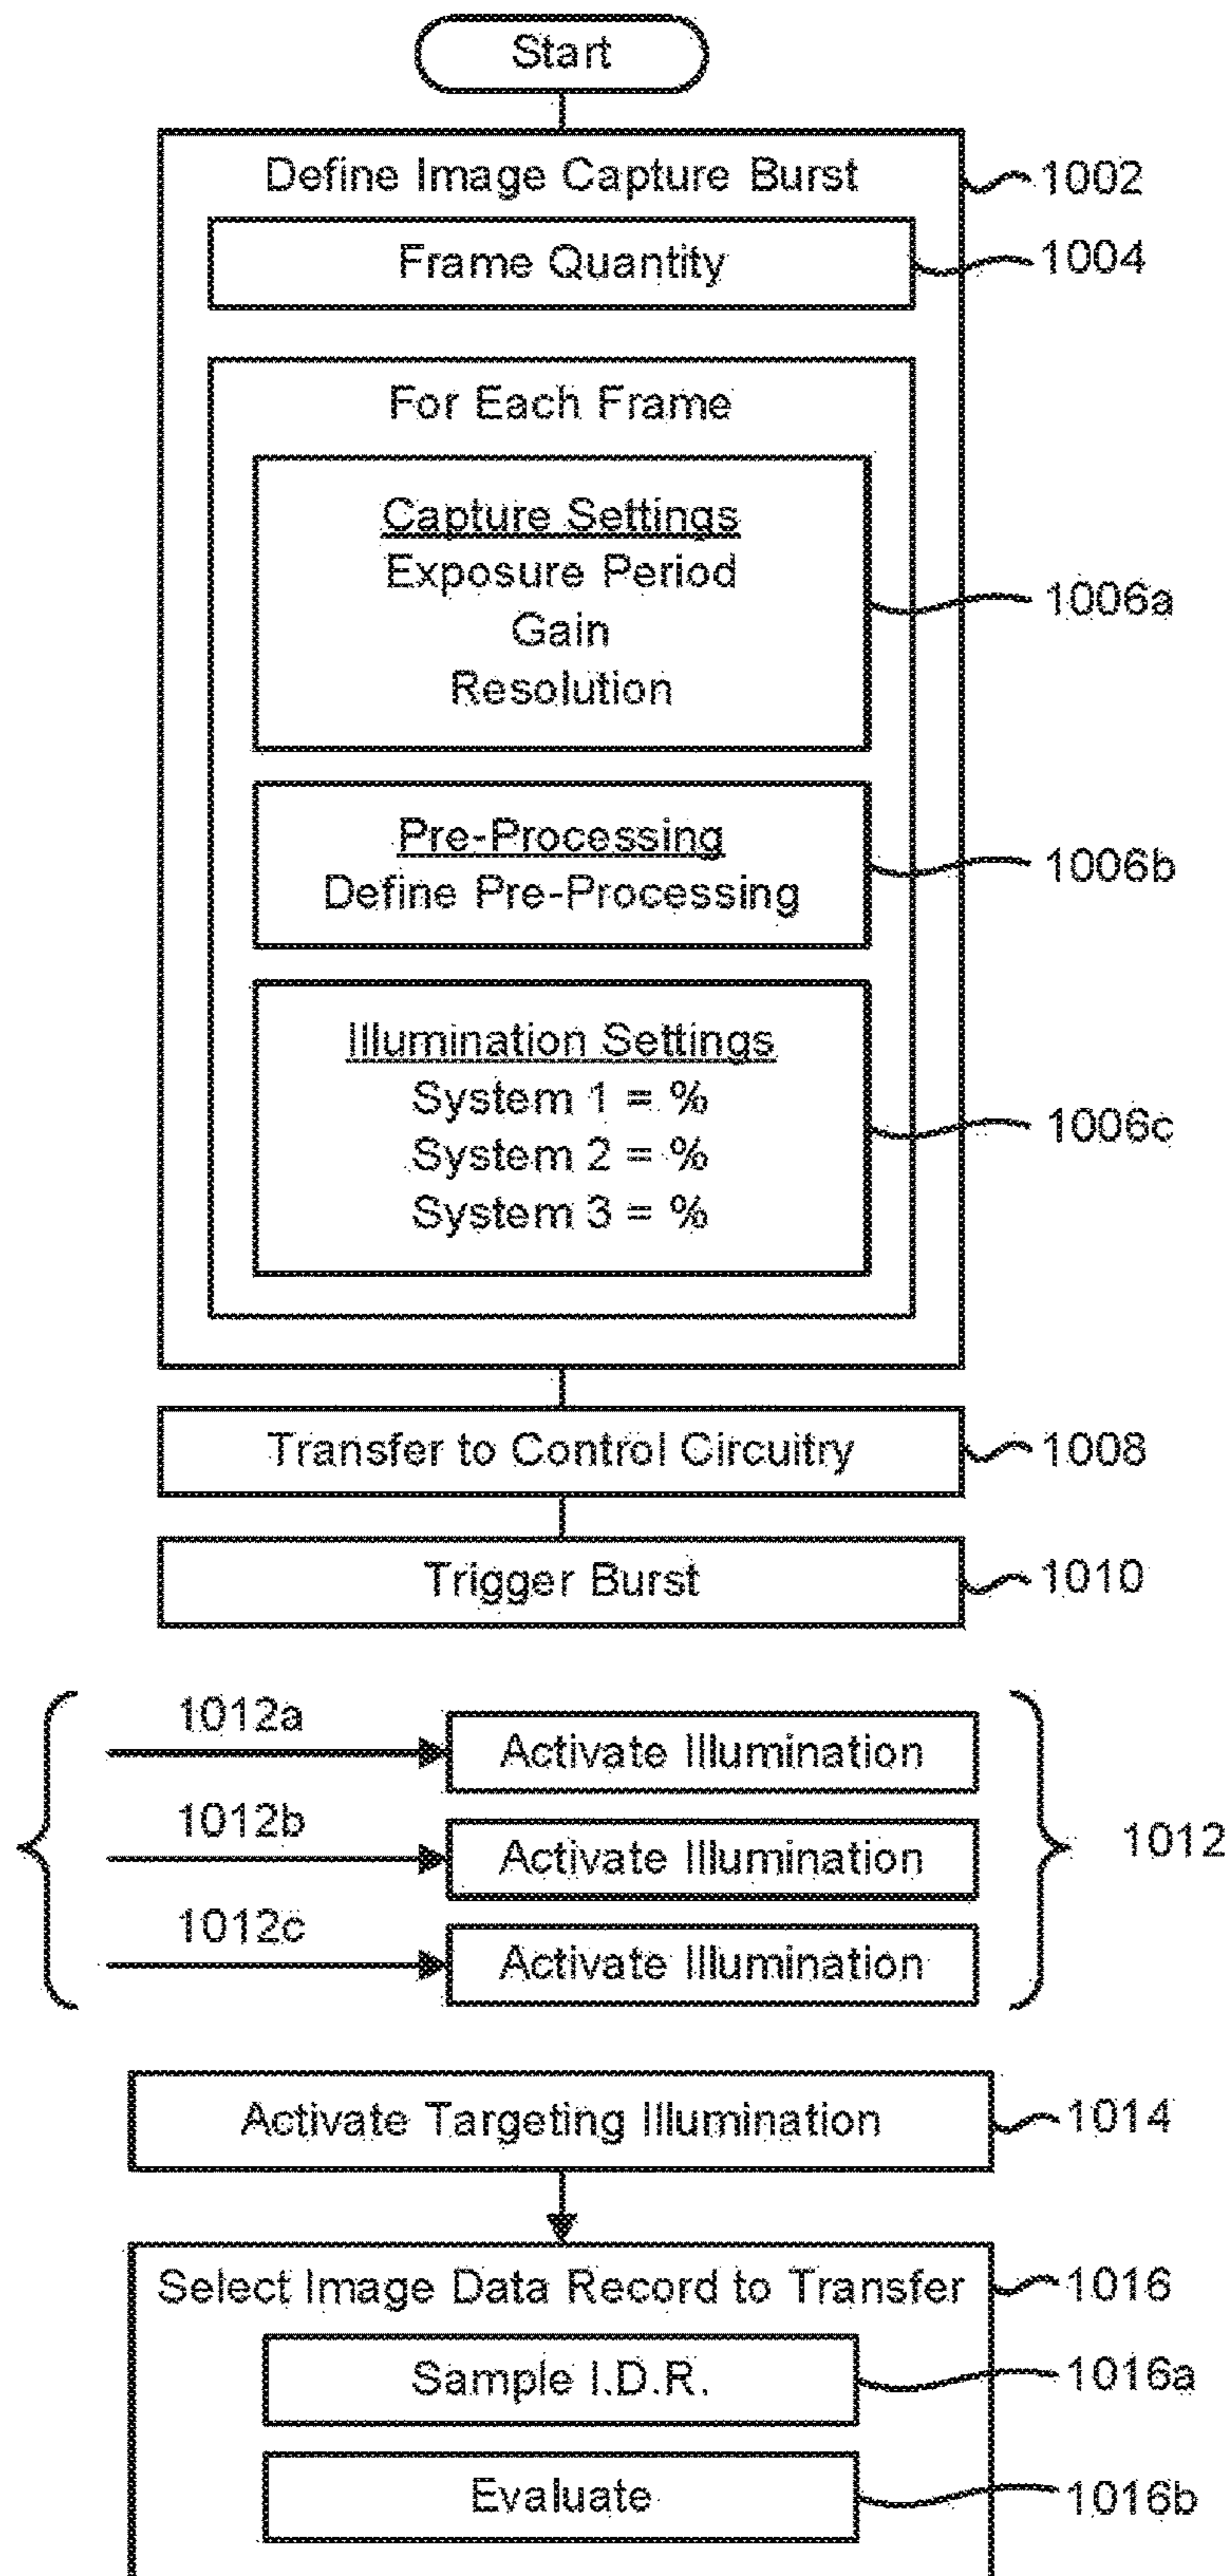 Start
Define Image Capture Burst
1002
Frame Quantity
1004
For Each Frame
Capture Settings
Exposure Period
Gain
Resolution
1006a
Pre-Processing
Define Pre-Processing
1006b
Illumination Settings
System 1 = %
System 2 = %
System 3 = %
1006c
Transfer to Control Circuitry
1008
Trigger Burst
1010
1012a
Activate Illumination
1012b
Activate Illumination
1012
1012c
Activate Illumination
Activate Targeting Illumination
1014
Select Image Data Record to Transfer
1016
Sample I.D.R.
1016a
Evaluate
1016b